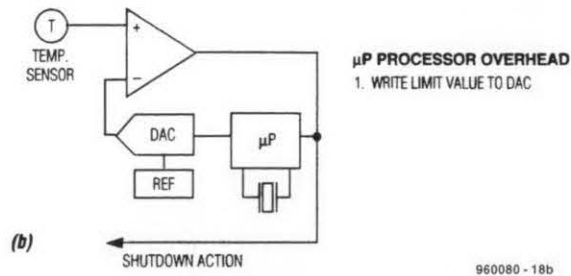 T
+
TEMP.
SENSOR
−
μP PROCESSOR OVERHEAD
1. WRITE LIMIT VALUE TO DAC
DAC
μP
REF
(b)
SHUTDOWN ACTION
960080 - 18b